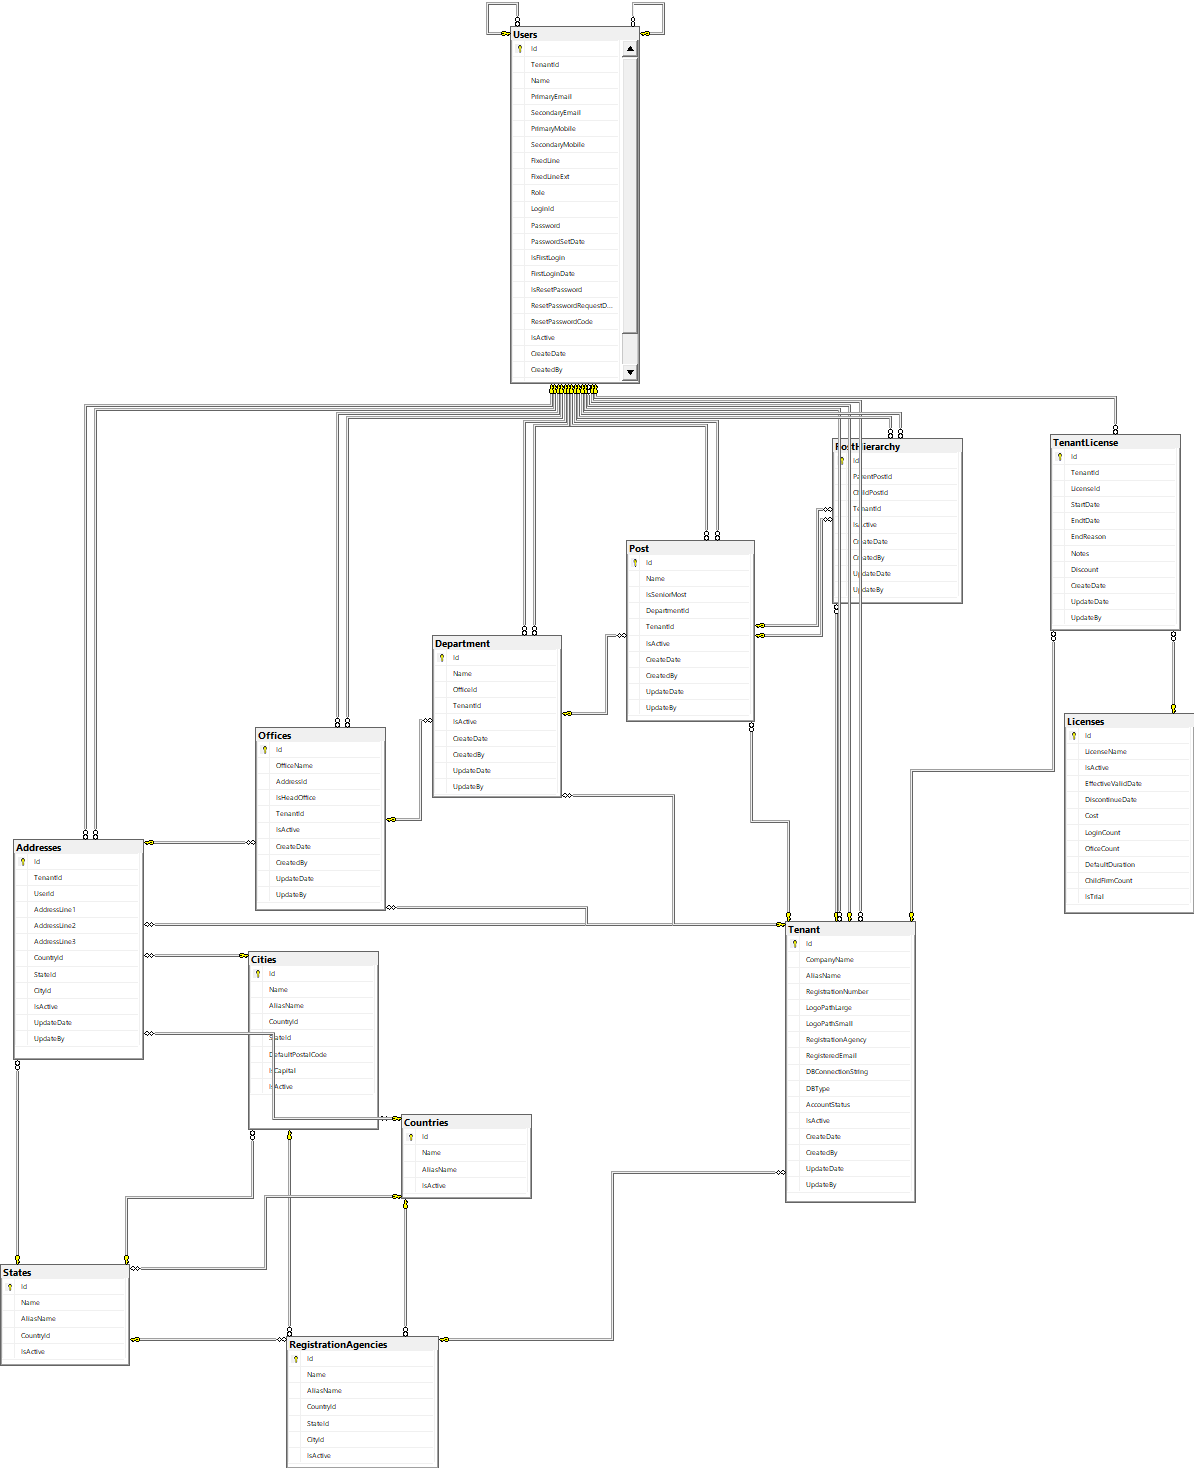 Users
Id
TenantId
Name
PrimaryEmail
SecondaryEmail
PrimaryMobile
SecondaryMobile
FixedLine
FixedLineExt
Role
LoginId
Password
PasswordSetDate
IsFirstLogin
FirstLoginDate
IsResetPassword
ResetPasswordRequestD...
ResetPasswordCode
IsActive
CreateDate
CreatedBy
PostHierarchy
Id
ParentPostId
ChildPostId
TenantId
IsActive
CreateDate
CreatedBy
UpdateDate
UpdateBy
TenantLicense
Id
TenantId
LicenseId
StartDate
EndtDate
EndReason
Notes
Discount
CreateDate
UpdateDate
UpdateBy
Post
Id
Name
IsSeniorMost
DepartmentId
TenantId
IsActive
CreateDate
CreatedBy
UpdateDate
UpdateBy
Department
Id
Name
OfficeId
TenantId
IsActive
CreateDate
CreatedBy
UpdateDate
UpdateBy
Licenses
Id
LicenseName
IsActive
EffectiveValidDate
DiscontinueDate
Cost
LoginCount
OficeCount
DefaultDuration
ChildFirmCount
IsTrial
Offices
Id
OfficeName
AddressId
IsHeadOffice
TenantId
IsActive
CreateDate
CreatedBy
UpdateDate
UpdateBy
Addresses
Id
TenantId
UserId
AddressLine1
AddressLine2
AddressLine3
CountryId
StateId
CityId
IsActive
UpdateDate
UpdateBy
Tenant
Id
CompanyName
AliasName
RegistrationNumber
LogoPathLarge
LogoPathSmall
RegistrationAgency
RegisteredEmail
DBConnectionString
DBType
AccountStatus
IsActive
CreateDate
CreatedBy
UpdateDate
UpdateBy
Cities
Id
Name
AliasName
CountryId
StateId
DefaultPostalCode
IsCapital
IsActive
Countries
Id
Name
AliasName
IsActive
States
Id
Name
AliasName
CountryId
IsActive
RegistrationAgencies
Id
Name
AliasName
CountryId
StateId
CityId
IsActive